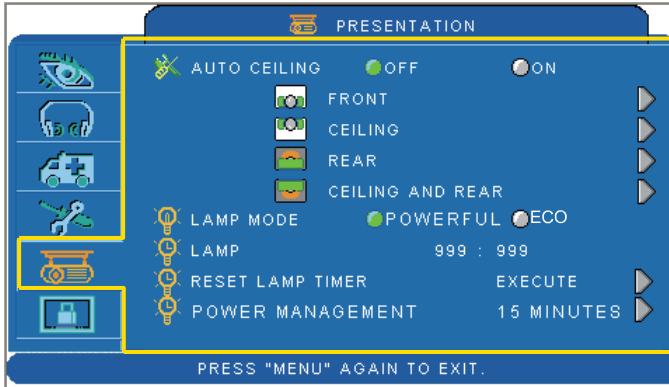 PRESENTATION
AUTO CEILING OFF ON
FRONT
CEILING
REAR
CEILING AND REAR
LAMP MODE POWERFUL ECO
LAMP 999 : 999
RESET LAMP TIMER EXECUTE
POWER MANAGEMENT 15 MINUTES
PRESS "MENU" AGAIN TO EXIT.